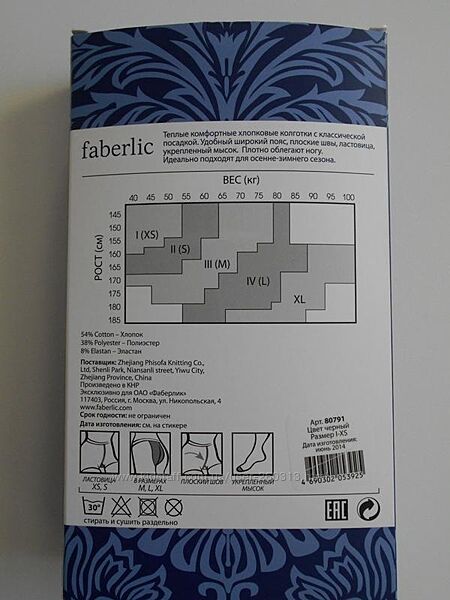 faberlic
Теплые комфортные хлопковые колготки с классической
посадкой. Удобный широкий пояс, плоские швы, ластовица,
укрепленный мысок. Плотно облегают ногу.
Идеально подходят для осенне-зимнего сезона.
ВЕС (кг)
40 45 50 55 60 65 70 75 80 85 90 95 100
РОСТ (см)
145
150
155
160
165
170
175
180
185
I (XS)
II (S)
III (M)
IV (L)
XL
54% Cotton – Хлопок
38% Polyester – Полиэстер
8% Elastan – Эластан
Поставщик: Zhejiang Phisofa Knitting Co.,
Ltd, Shenli Park, Niansanli street, Yiwu City,
Zhejiang Province, China
Произведено в КНР
Эксклюзивно для ОАО «Фаберлик»
117403, Россия, г. Москва, ул. Никопольская, 4
www.faberlic.com
Срок годности: не ограничен
Дата изготовления: см. на стикере
Арт. 80791
Цвет черный
Размер I-XS
Дата изготовления:
июнь 2014
4 690302 053925
ЛАСТОВИЦА
XS, S
В РАЗМЕРАХ
M, L, XL
ПЛОСКИЙ ШОВ
УКРЕПЛЕННЫЙ
МЫСОК
30°
стирать и сушить раздельно
EAC